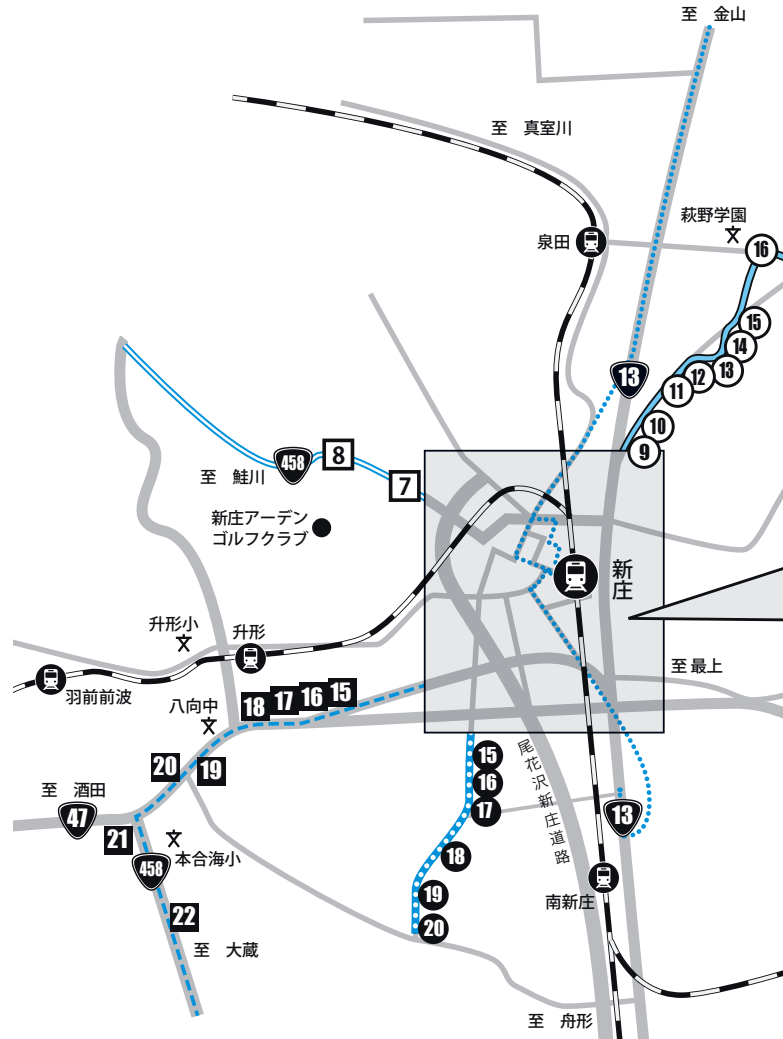 至　金山
至　真室川
萩野学園
泉田
16
15
14
13
12
11
10
9
13
8
458
7
至　鮭川
新庄アーデン
ゴルフクラブ
新庄
升形小
升形
至 最上
羽前前波
八向中
18
17
16
15
20
19
尾花沢新庄道路
15
16
17
至　酒田
47
21
本合海小
458
13
18
19
20
南新庄
22
至　大蔵
至　舟形